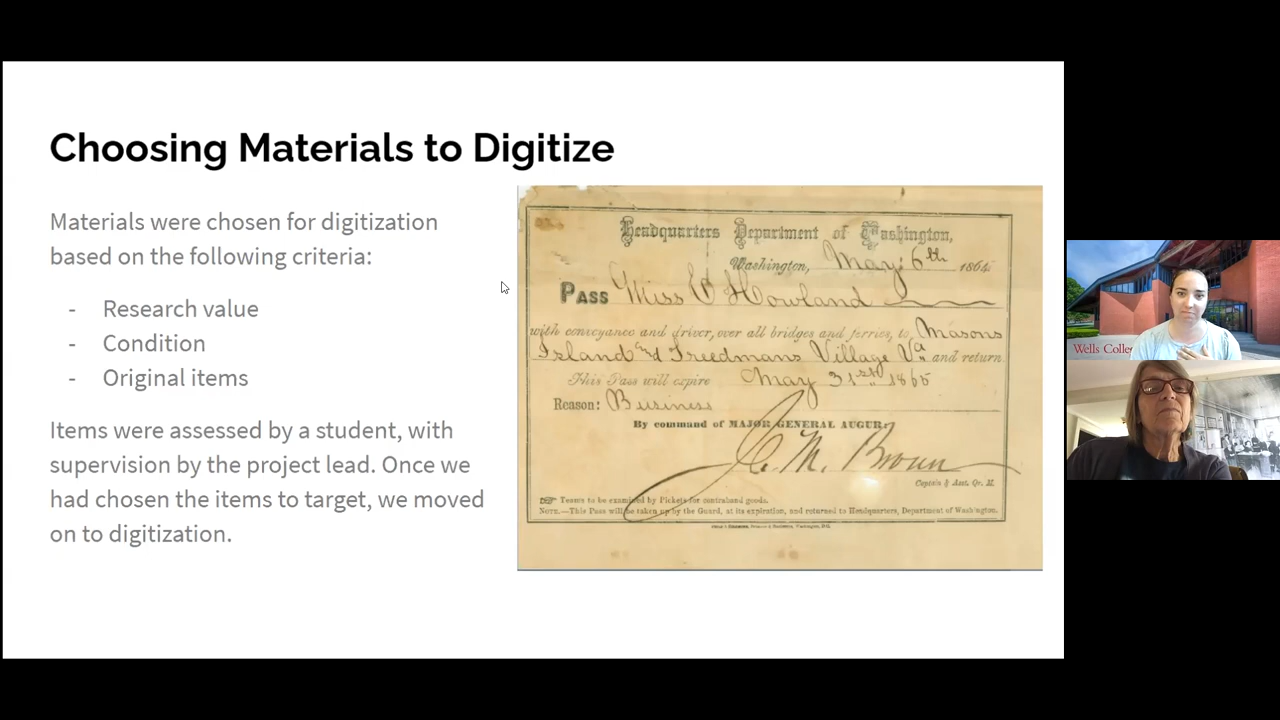 Choosing Materials to Digitize
Materials were chosen for digitization
based on the following criteria:
- Research value
- Condition
- Original items
Items were assessed by a student, with
supervision by the project lead. Once we
had chosen the items to target, we moved
on to digitization.
Headquarters Department of Washington,
Washington, May 6th 1865
PASS Miss E Howland
with conveyance and driver, over all bridges and ferries, to Masons
Island and Freedmans Village Va. and return
This Pass will expire May 31st 1865
Reason: Business
By command of MAJOR GENERAL AUGUR:
J. M. Brown
Captain & Asst. Qr. M.
Teams to be examined by Pickets for contraband goods.
NOTE.—This Pass will be taken up by the Guard, at its expiration, and returned to Headquarters, Department of Washington.
Wells Colle